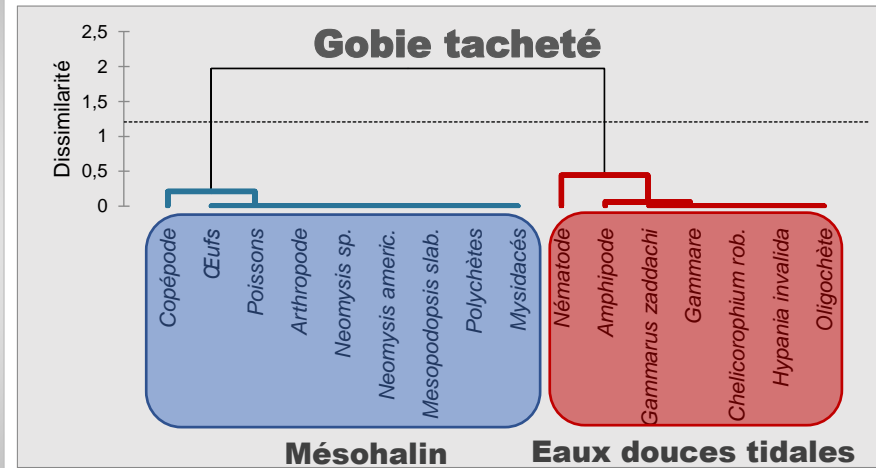 Gobie tacheté
Dissimilarité
2,5
2
1,5
1
0,5
0
Copépode
Œufs
Poissons
Arthropode
Neomysis sp.
Neomysis americ.
Mesopodopsis slab.
Polychètes
Mysidacés
Nématode
Amphipode
Gammarus zaddachi
Gammare
Chelicorophium rob.
Hypania invalida
Oligochète
Mésohalin
Eaux douces tidales